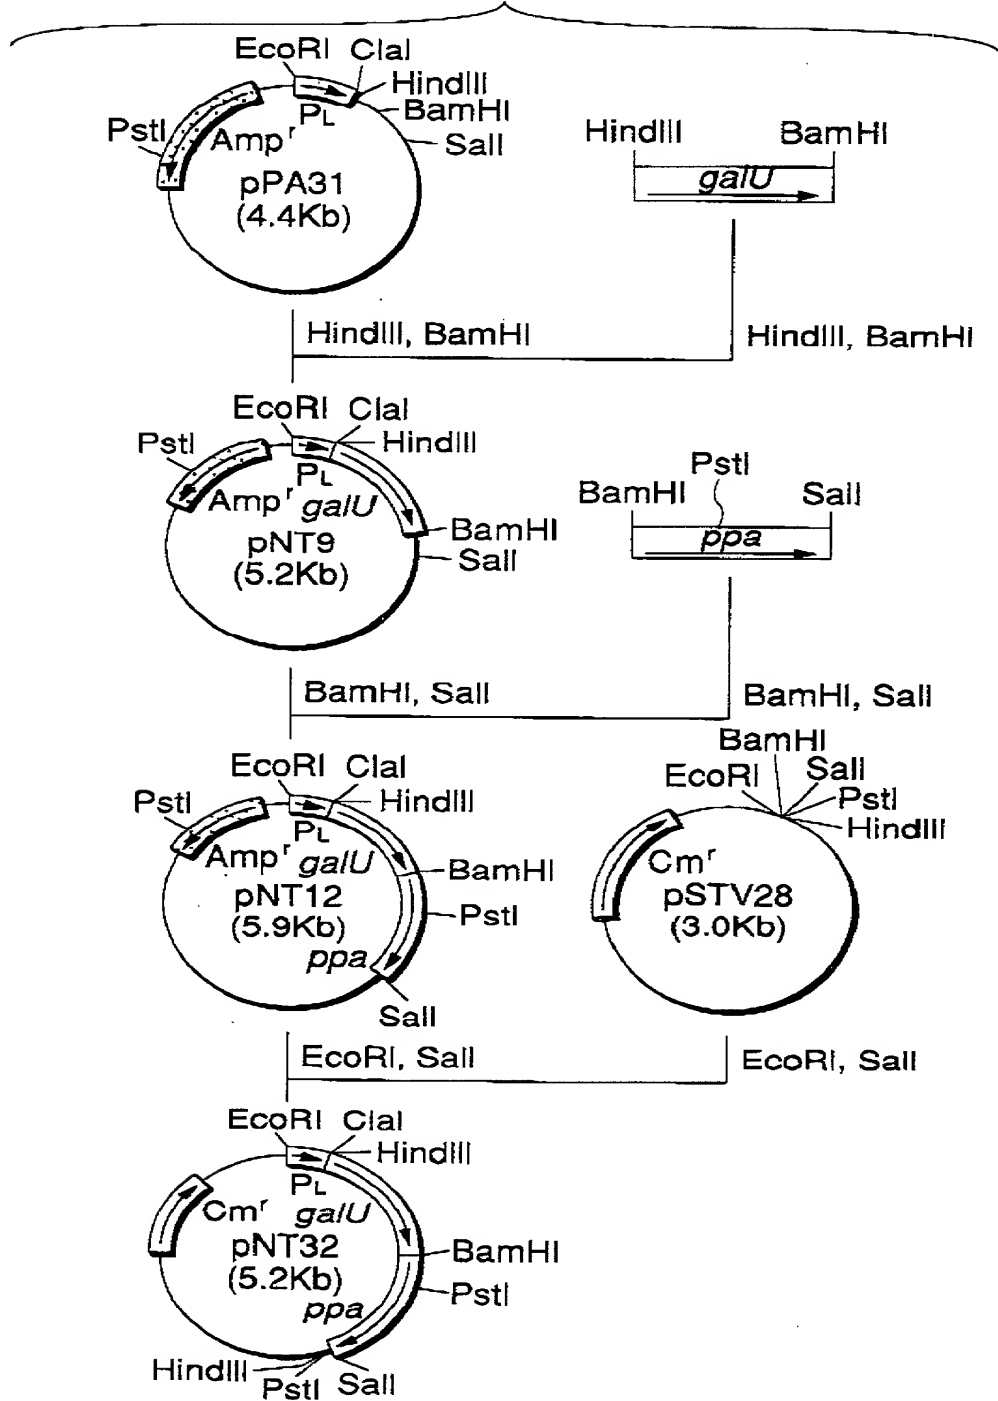 EcoRI ClaI
HindIII
BamHI
SalI
PstI
PL
Ampr
pPA31
(4.4Kb)
HindIII BamHI
galU
HindIII, BamHI
HindIII, BamHI
EcoRI ClaI
HindIII
PstI
PL
Ampr galU
BamHI
SalI
pNT9
(5.2Kb)
PstI
BamHI SalI
ppa
BamHI, SalI
BamHI, SalI
EcoRI ClaI
HindIII
PstI
PL
Ampr galU
BamHI
pNT12
PstI
(5.9Kb)
ppa
SalI
BamHI
EcoRI SalI
PstI
HindIII
Cmr
pSTV28
(3.0Kb)
EcoRI, SalI
EcoRI, SalI
EcoRI ClaI
HindIII
PL
Cmr galU
pNT32
BamHI
(5.2Kb)
PstI
ppa
HindIII
PstI SalI